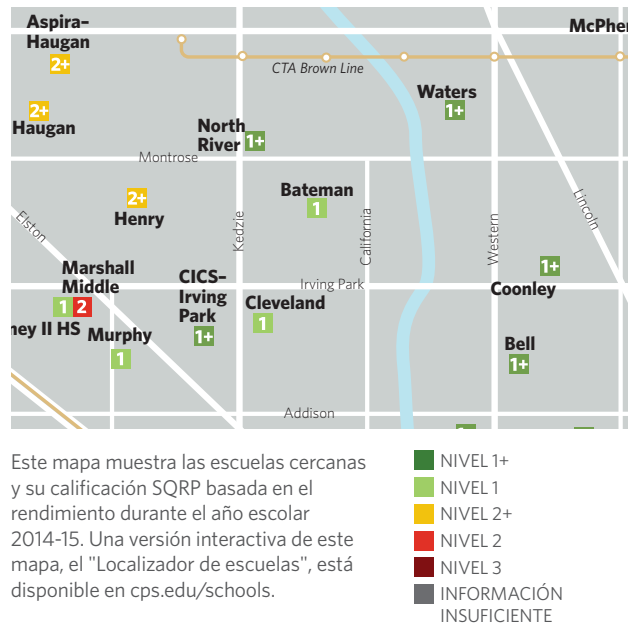 Aspira–
Haugan
2+
McPher
CTA Brown Line
Waters
1+
2+
Haugan
North
River
1+
Montrose
Bateman
1
2+
Henry
Elston
Kedzie
California
Western
Lincoln
Marshall
Middle
1
2
ney II HS
Murphy
1
CICS–
Irving
Park
1+
Irving Park
Cleveland
1
1+
Coonley
Bell
1+
Addison
Este mapa muestra las escuelas cercanas
y su calificación SQRP basada en el
rendimiento durante el año escolar
2014-15. Una versión interactiva de este
mapa, el "Localizador de escuelas", está
disponible en cps.edu/schools.
NIVEL 1+
NIVEL 1
NIVEL 2+
NIVEL 2
NIVEL 3
INFORMACIÓN
INSUFICIENTE